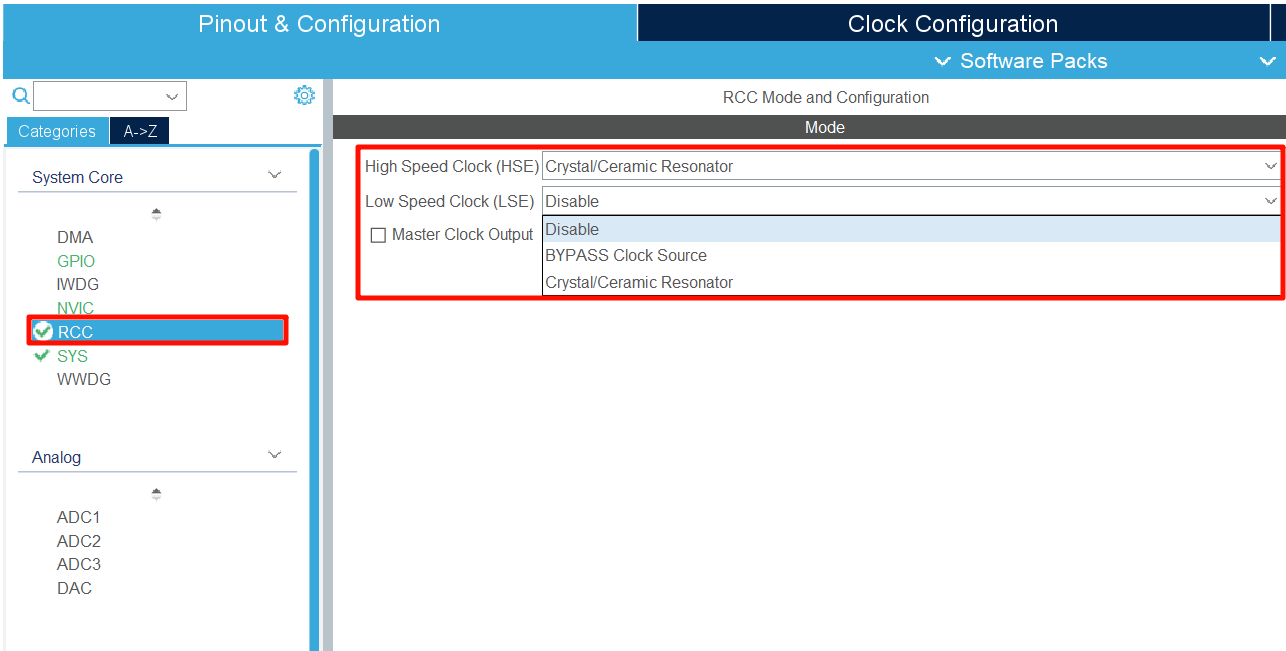 Pinout & Configuration
Clock Configuration
Software Packs
Categories
A->Z
System Core
DMA
GPIO
IWDG
NVIC
RCC
SYS
WWDG
Analog
ADC1
ADC2
ADC3
DAC
RCC Mode and Configuration
Mode
High Speed Clock (HSE) Crystal/Ceramic Resonator
Low Speed Clock (LSE) Disable
Master Clock Output
Disable
BYPASS Clock Source
Crystal/Ceramic Resonator